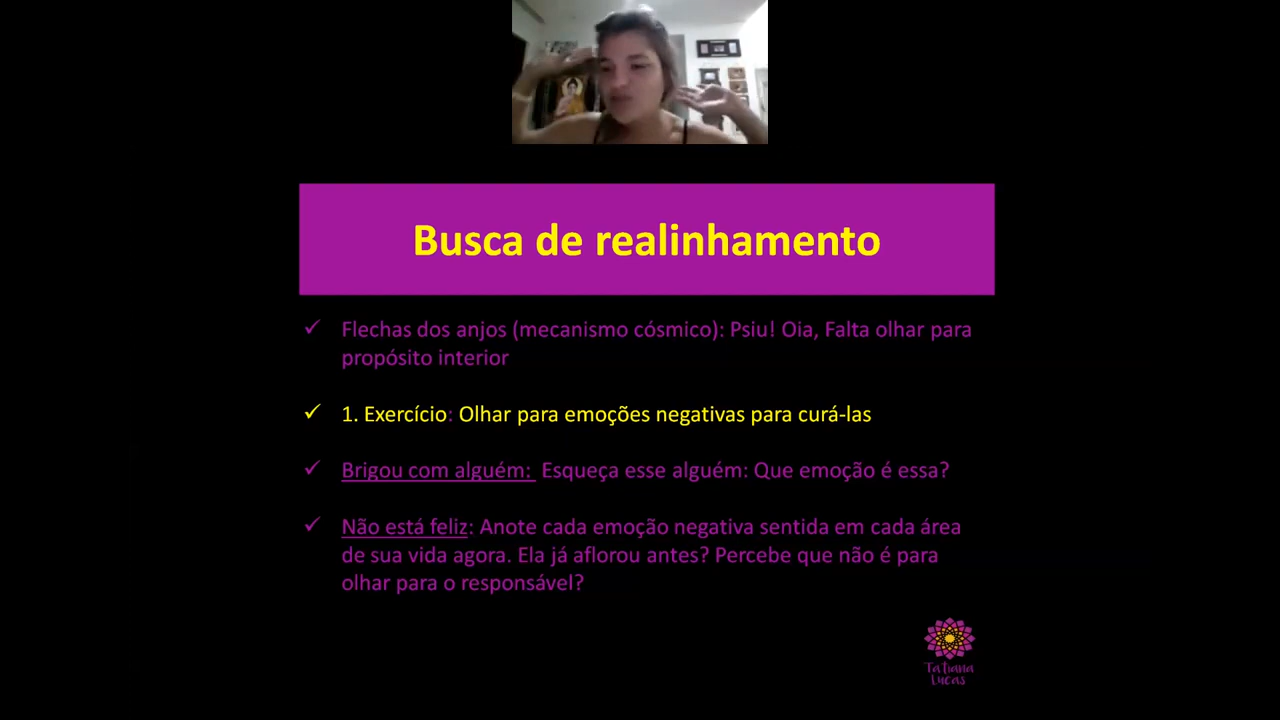 Busca de realinhamento
✓ Flechas dos anjos (mecanismo cósmico): Psiu! Oia, Falta olhar para
propósito interior
✓ 1. Exercício: Olhar para emoções negativas para curá-las
✓ Brigou com alguém: Esqueça esse alguém: Que emoção é essa?
✓ Não está feliz: Anote cada emoção negativa sentida em cada área
de sua vida agora. Ela já aflorou antes? Percebe que não é para
olhar para o responsável?
Tatiana
Lucas